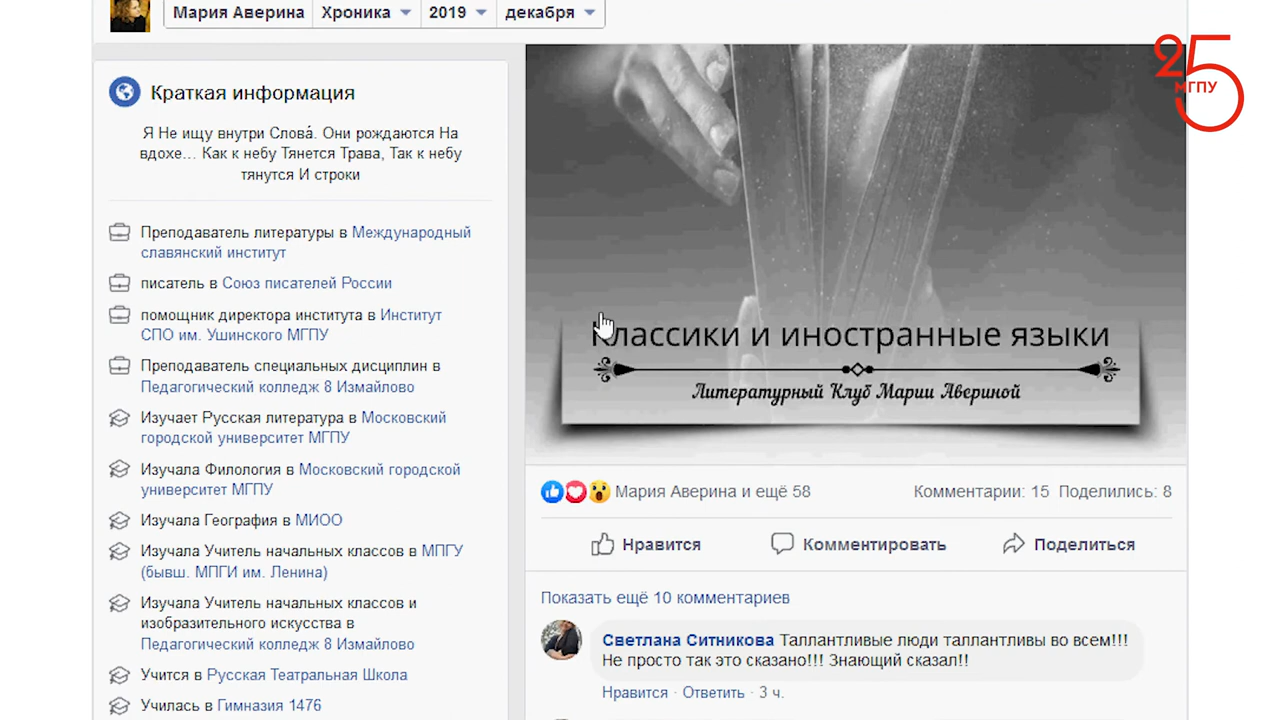 Мария Аверина Хроника 2019 декабря
25
МГПУ
Краткая информация
Я Не ищу внутри Слова́. Они рождаются На
вдохе... Как к небу Тянется Трава, Так к небу
тянутся И строки
Преподаватель литературы в Международный
славянский институт
писатель в Союз писателей России
помощник директора института в Институт
СПО им. Ушинского МГПУ
Преподаватель специальных дисциплин в
Педагогический колледж 8 Измайлово
Изучает Русская литература в Московский
городской университет МГПУ
Изучала Филология в Московский городской
университет МГПУ
Изучала География в МИОО
Изучала Учитель начальных классов в МПГУ
(бывш. МПГИ им. Ленина)
Изучала Учитель начальных классов и
изобразительного искусства в
Педагогический колледж 8 Измайлово
Учится в Русская Театральная Школа
Училась в Гимназия 1476
Классики и иностранные языки
Литературный Клуб Марии Авериной
Мария Аверина и ещё 58 Комментарии: 15 Поделились: 8
Нравится Комментировать Поделиться
Показать ещё 10 комментариев
Светлана Ситникова Таллантливые люди таллантливы во всем!!!
Не просто так это сказано!!! Знающий сказал!!
Нравится · Ответить · 3 ч.